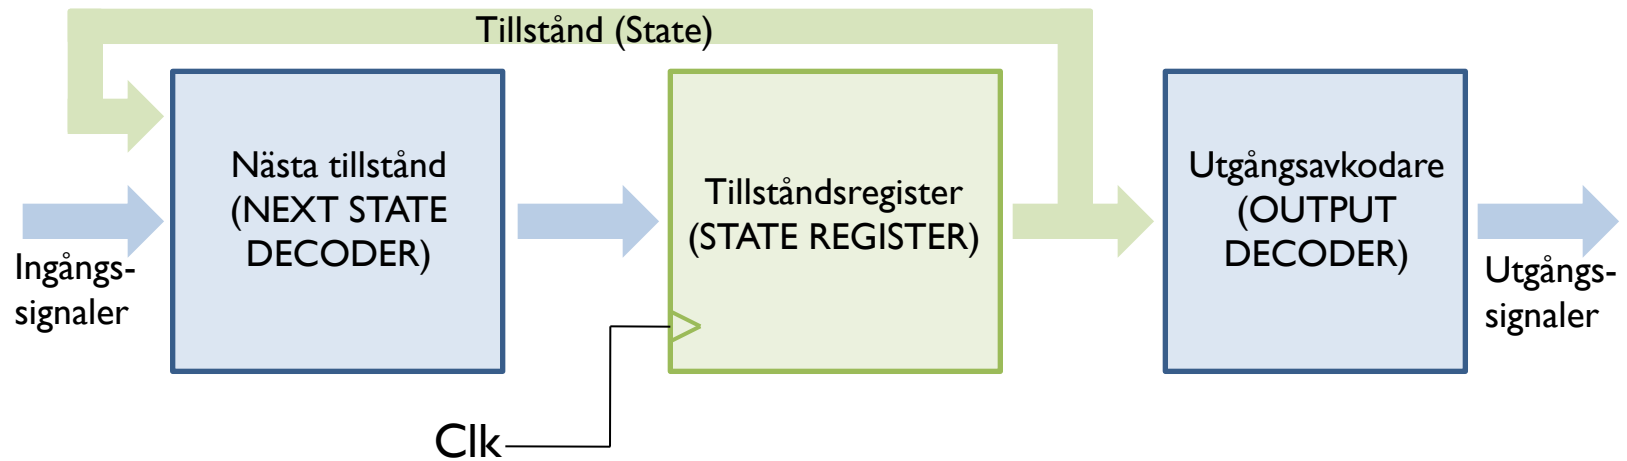 Tillstånd (State)
Nästa tillstånd
(NEXT STATE
DECODER)
Tillståndsregister
(STATE REGISTER)
Utgångsavkodare
(OUTPUT
DECODER)
Ingångs-
signaler
Utgångs-
signaler
Clk